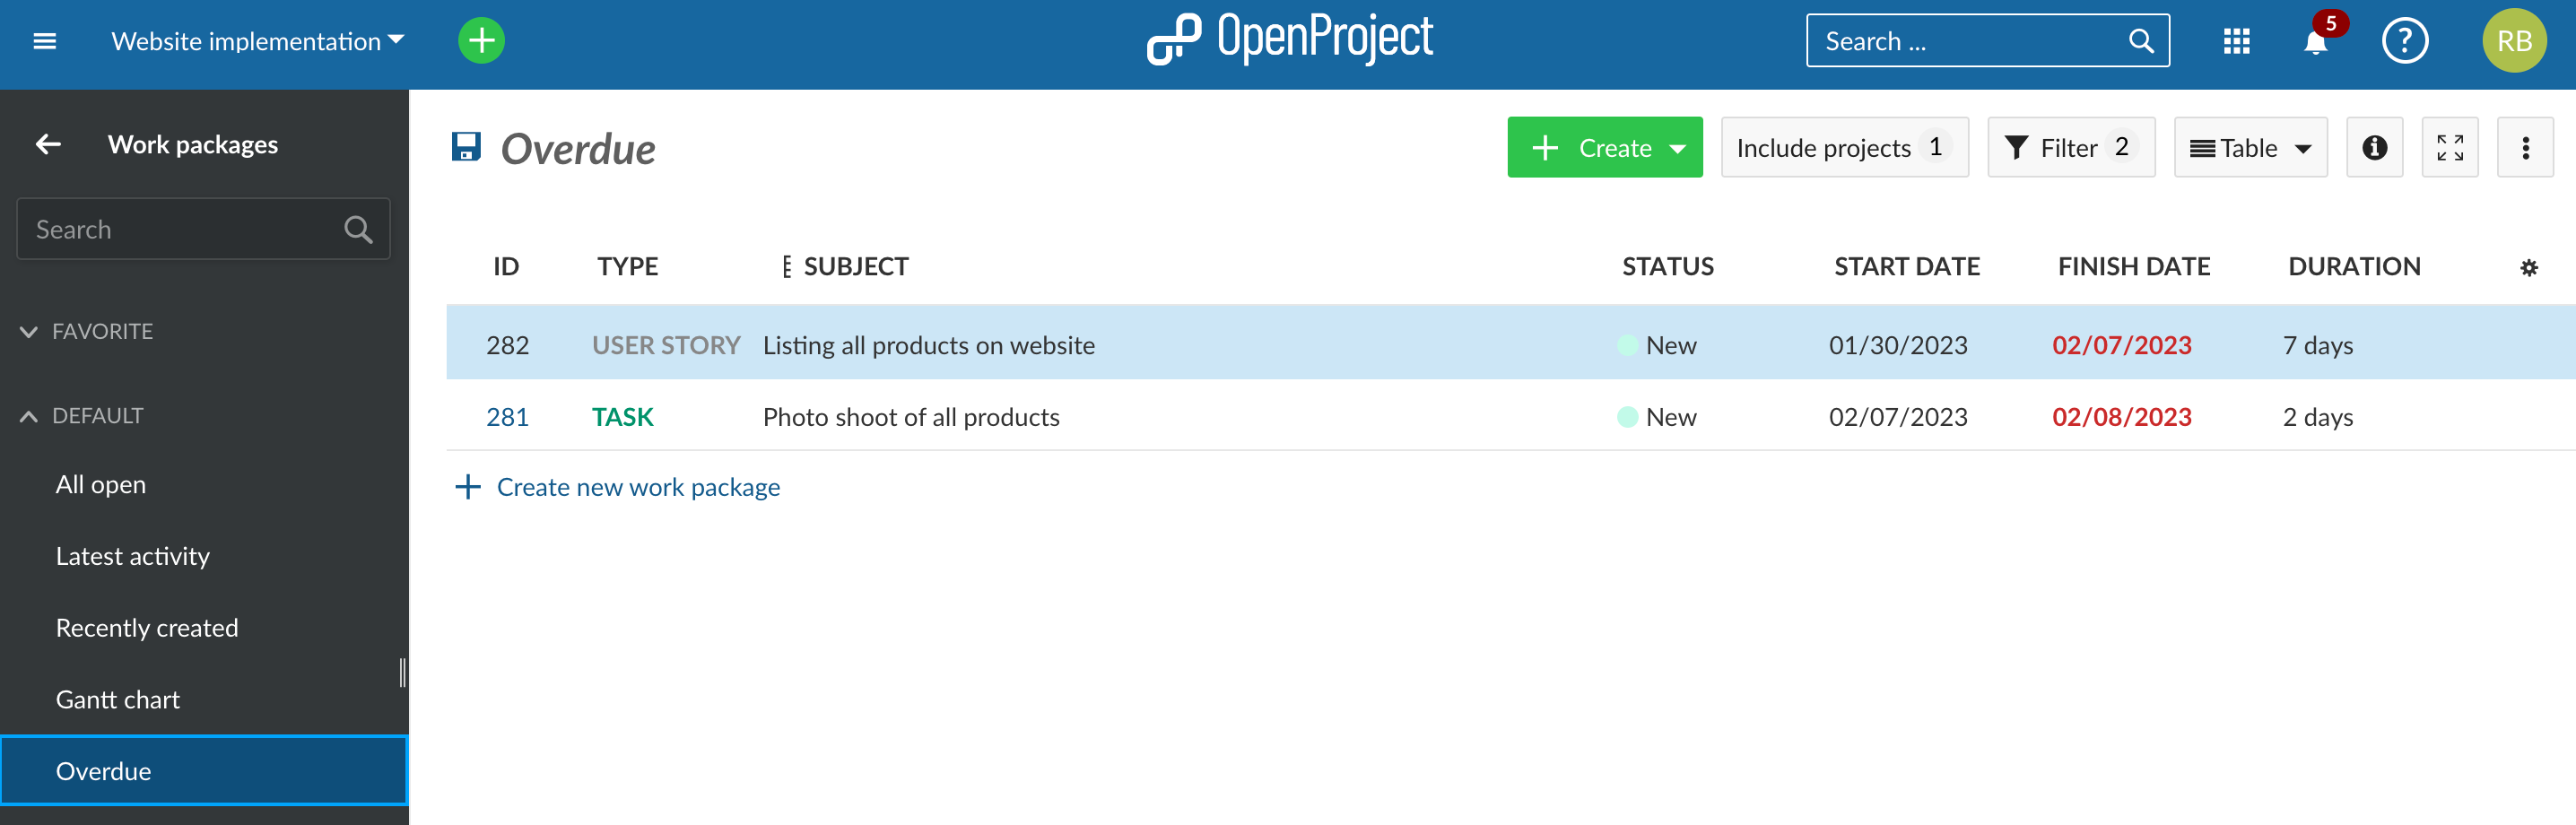 Website implementation
OpenProject
Search ...
5
?
RB
Work packages
Search
FAVORITE
DEFAULT
All open
Latest activity
Recently created
Gantt chart
Overdue
Overdue
Create
Include projects 1
Filter 2
Table
ID TYPE SUBJECT STATUS START DATE FINISH DATE DURATION
282 USER STORY Listing all products on website New 01/30/2023 02/07/2023 7 days
281 TASK Photo shoot of all products New 02/07/2023 02/08/2023 2 days
Create new work package